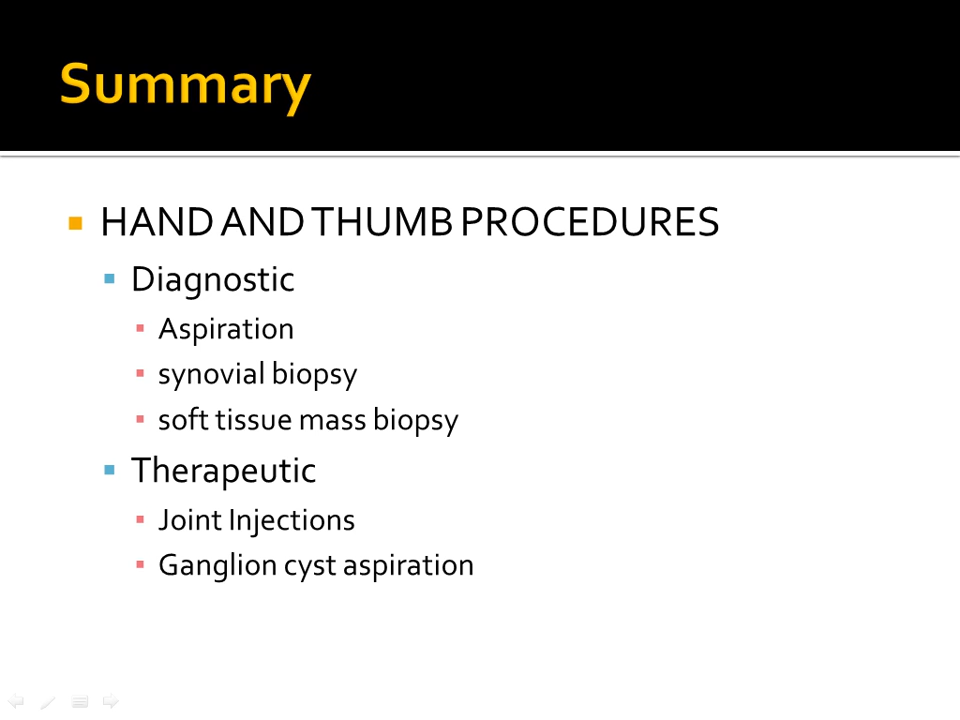 Summary
HAND AND THUMB PROCEDURES
Diagnostic
Aspiration
synovial biopsy
soft tissue mass biopsy
Therapeutic
Joint Injections
Ganglion cyst aspiration